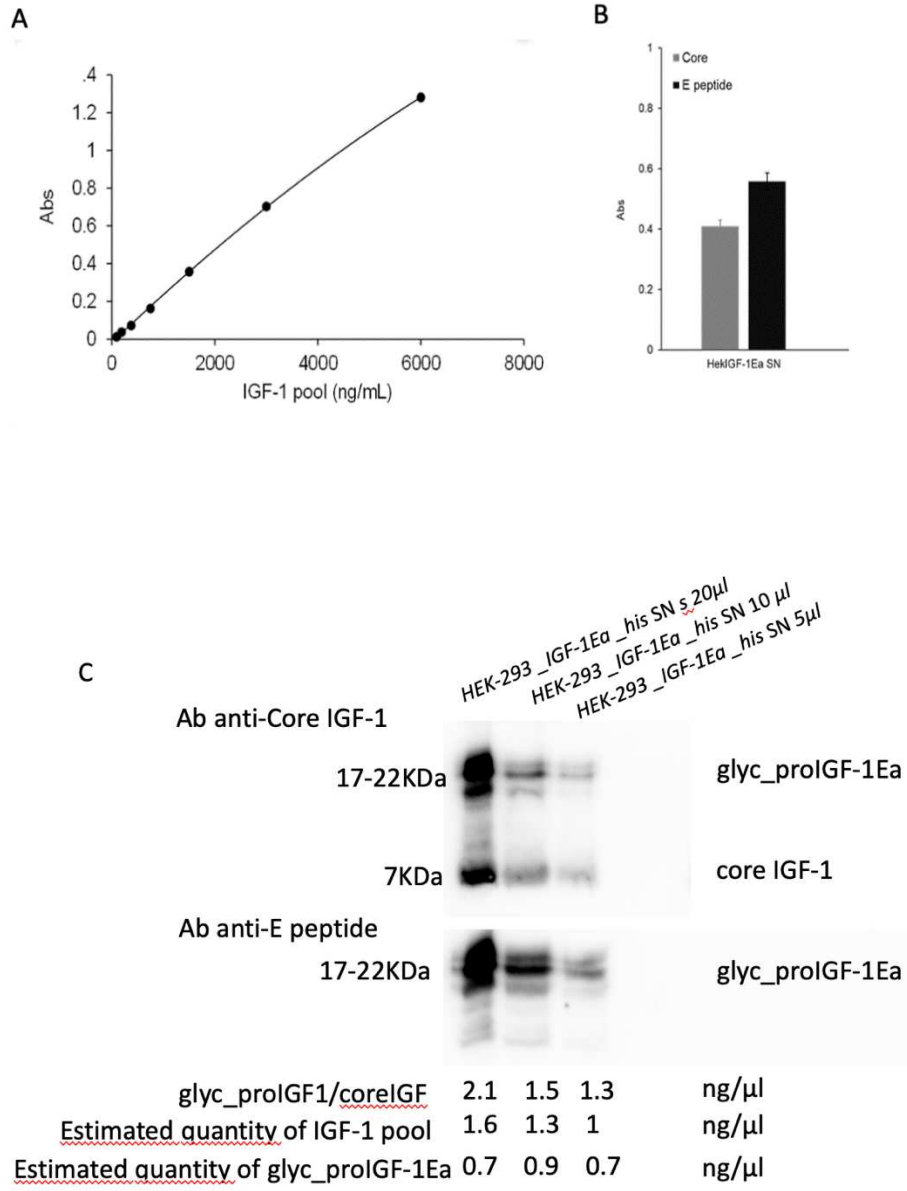 A
.4
1.2
1
0.8
0.6
0.4
0.2
0
Abs
0 2000 4000 6000 8000
IGF-1 pool (ng/mL)
B
1
0.8
0.6
0.4
0.2
0
Abs
Core
E peptide
HekIGF-1Ea SN
C
HEK-293 _IGF-1Ea _his SN s 20µl
HEK-293 _IGF-1Ea _his SN 10 µl
HEK-293 _IGF-1Ea _his SN 5µl
Ab anti-Core IGF-1
17-22KDa glyc_proIGF-1Ea
7KDa core IGF-1
Ab anti-E peptide
17-22KDa glyc_proIGF-1Ea
glyc_proIGF1/coreIGF 2.1 1.5 1.3 ng/µl
Estimated quantity of IGF-1 pool 1.6 1.3 1 ng/µl
Estimated quantity of glyc_proIGF-1Ea 0.7 0.9 0.7 ng/µl